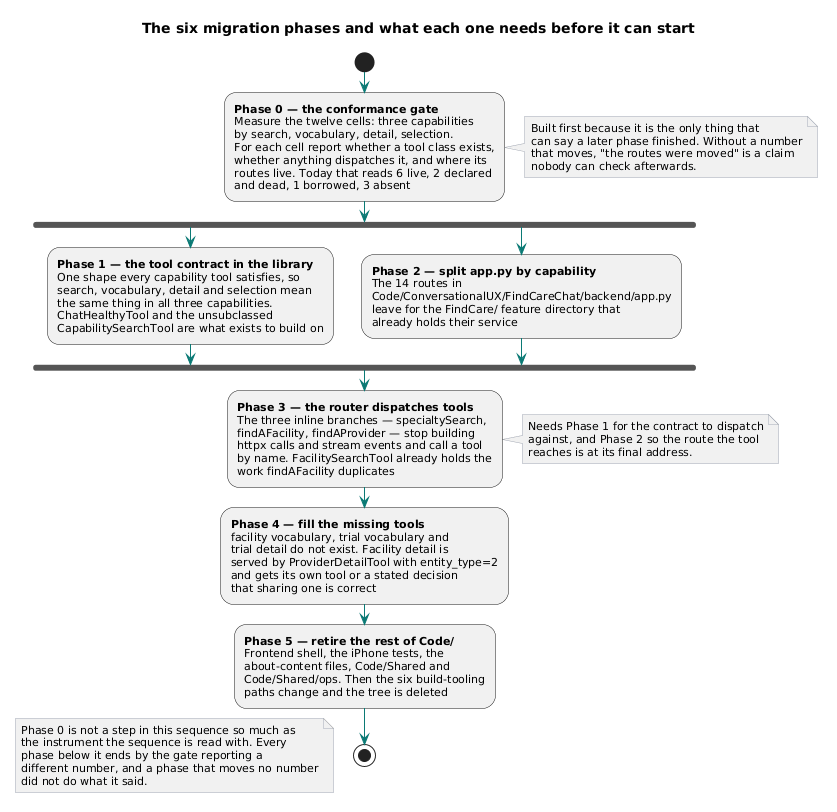 The six migration phases and what each one needs before it can start
Phase 0 — the conformance gate
Measure the twelve cells: three capabilities
by search, vocabulary, detail, selection.
For each cell report whether a tool class exists,
whether anything dispatches it, and where its
routes live. Today that reads 6 live, 2 declared
and dead, 1 borrowed, 3 absent
Built first because it is the only thing that
can say a later phase finished. Without a number
that moves, "the routes were moved" is a claim
nobody can check afterwards.
Phase 1 — the tool contract in the library
One shape every capability tool satisfies, so
search, vocabulary, detail and selection mean
the same thing in all three capabilities.
ChatHealthyTool and the unsubclassed
CapabilitySearchTool are what exists to build on
Phase 2 — split app.py by capability
The 14 routes in
Code/ConversationalUX/FindCareChat/backend/app.py
leave for the FindCare/ feature directory that
already holds their service
Phase 3 — the router dispatches tools
The three inline branches — specialtySearch,
findAFacility, findAProvider — stop building
httpx calls and stream events and call a tool
by name. FacilitySearchTool already holds the
work findAFacility duplicates
Needs Phase 1 for the contract to dispatch
against, and Phase 2 so the route the tool
reaches is at its final address.
Phase 4 — fill the missing tools
facility vocabulary, trial vocabulary and
trial detail do not exist. Facility detail is
served by ProviderDetailTool with entity_type=2
and gets its own tool or a stated decision
that sharing one is correct
Phase 5 — retire the rest of Code/
Frontend shell, the iPhone tests, the
about-content files, Code/Shared and
Code/Shared/ops. Then the six build-tooling
paths change and the tree is deleted
Phase 0 is not a step in this sequence so much as
the instrument the sequence is read with. Every
phase below it ends by the gate reporting a
different number, and a phase that moves no number
did not do what it said.